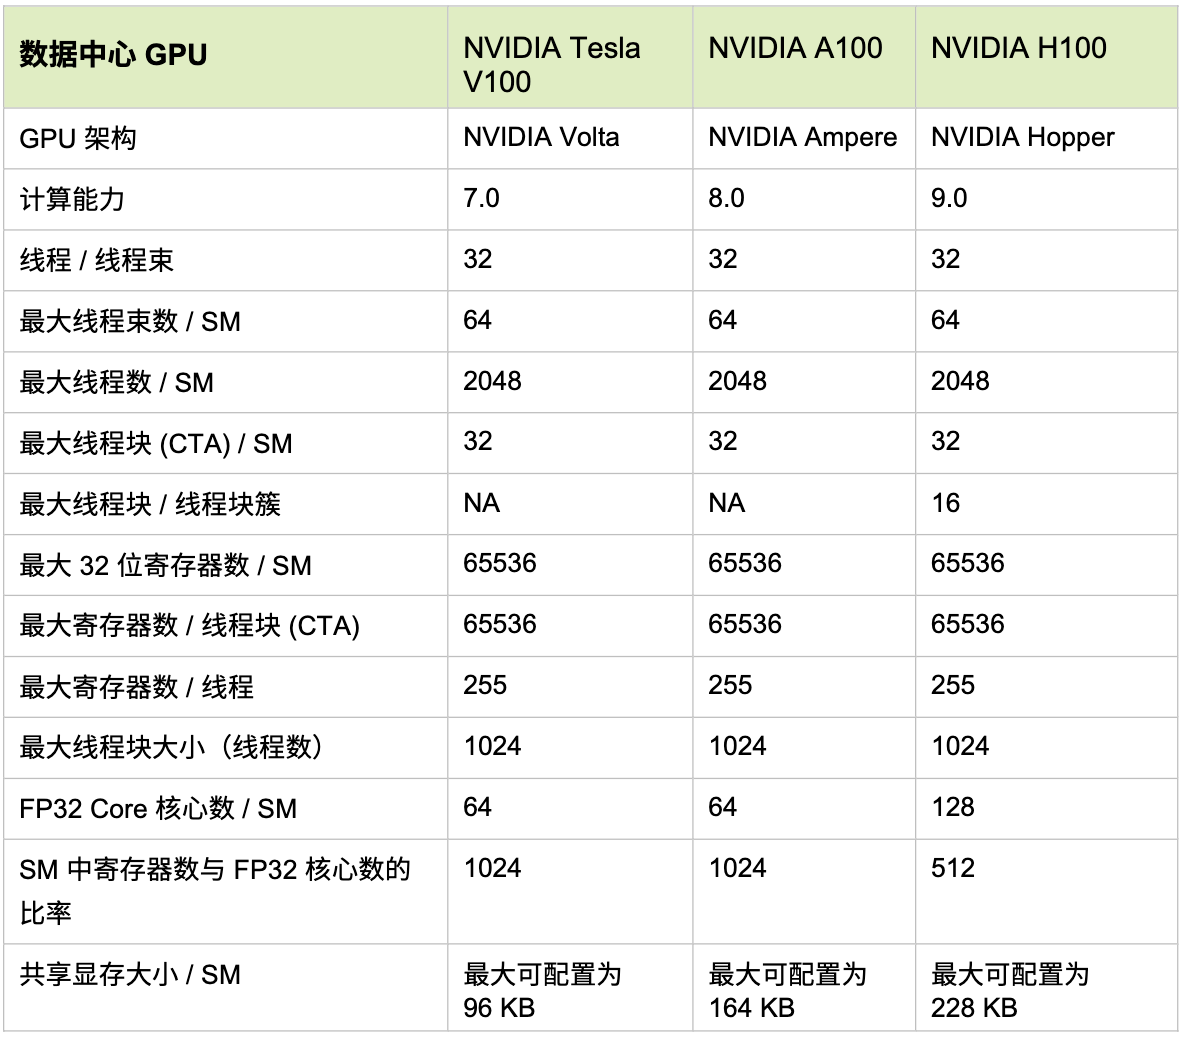 数据中心 GPU
NVIDIA Tesla
V100
NVIDIA A100
NVIDIA H100
GPU 架构
NVIDIA Volta
NVIDIA Ampere
NVIDIA Hopper
计算能力
7.0
8.0
9.0
线程 / 线程束
32
32
32
最大线程束数 / SM
64
64
64
最大线程数 / SM
2048
2048
2048
最大线程块 (CTA) / SM
32
32
32
最大线程块 / 线程块簇
NA
NA
16
最大 32 位寄存器数 / SM
65536
65536
65536
最大寄存器数 / 线程块 (CTA)
65536
65536
65536
最大寄存器数 / 线程
255
255
255
最大线程块大小（线程数）
1024
1024
1024
FP32 Core 核心数 / SM
64
64
128
SM 中寄存器数与 FP32 核心数的
比率
1024
1024
512
共享显存大小 / SM
最大可配置为
96 KB
最大可配置为
164 KB
最大可配置为
228 KB